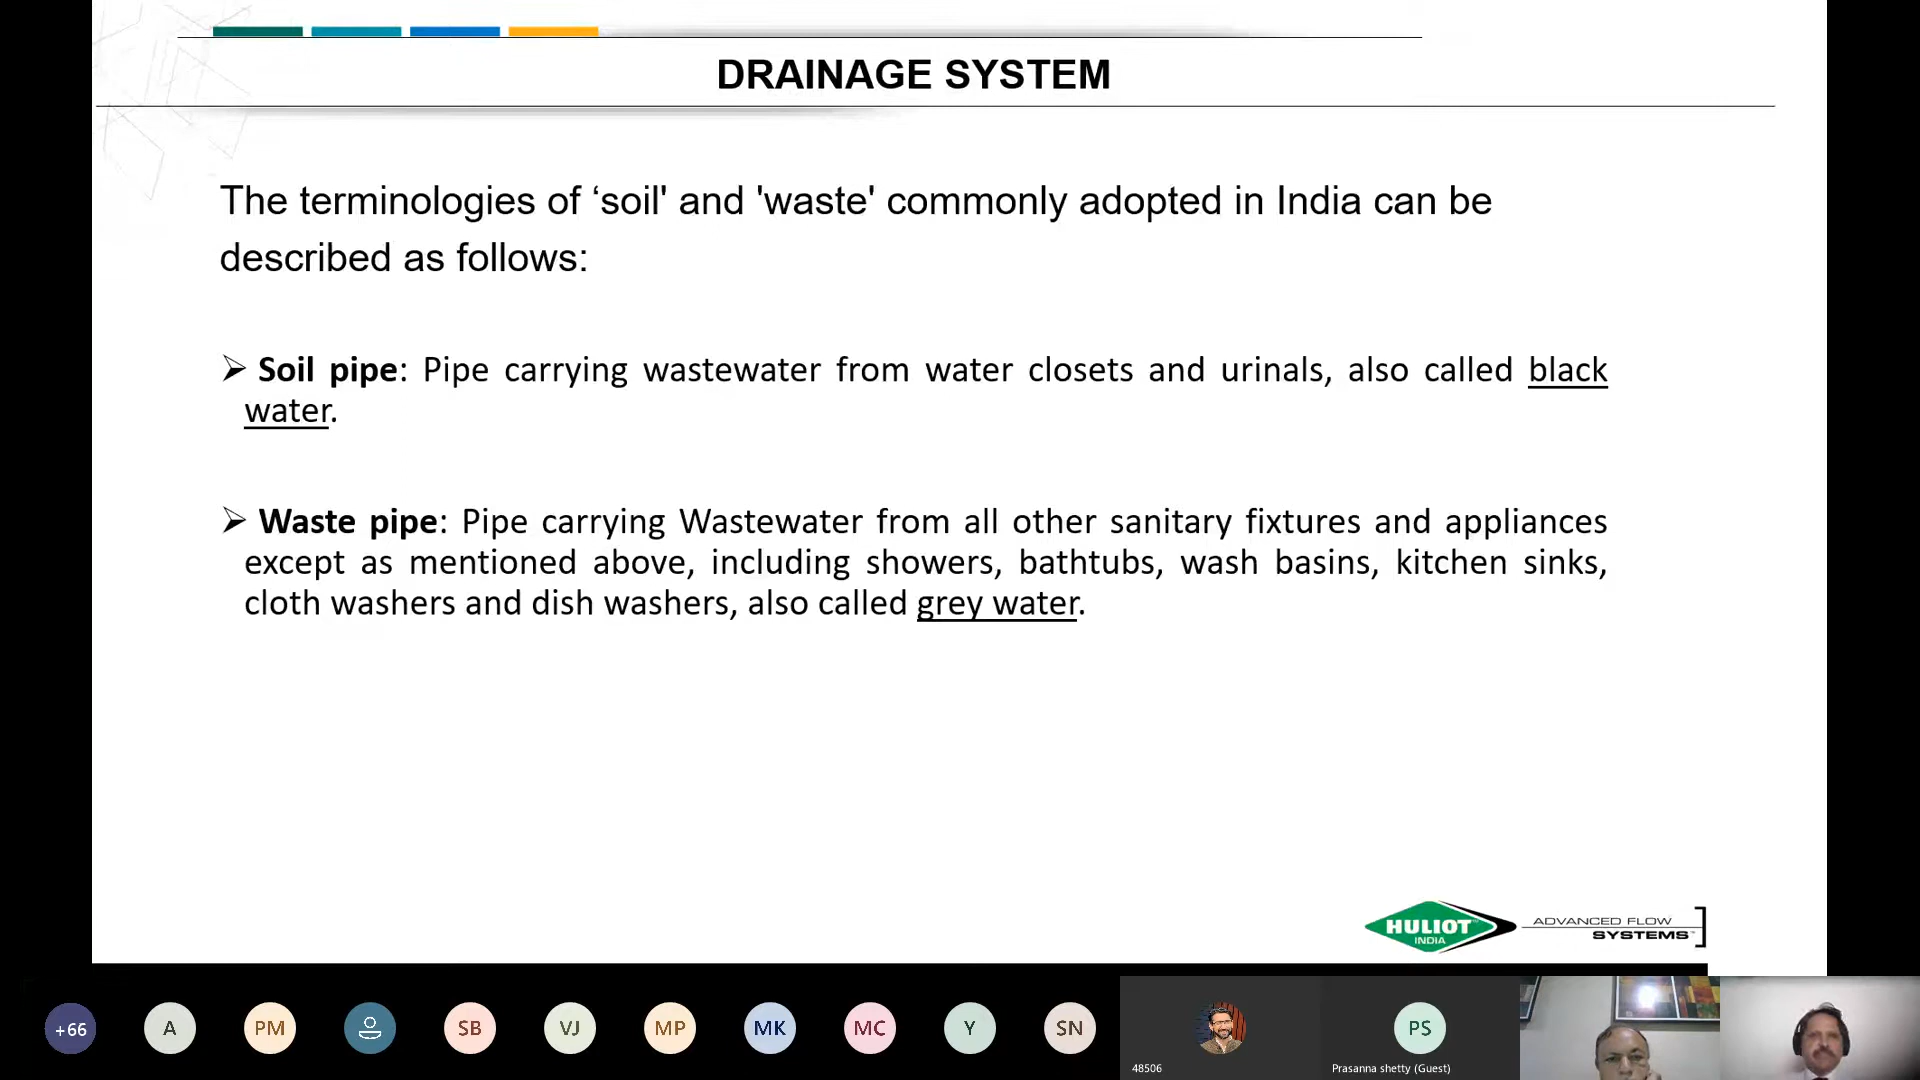 DRAINAGE SYSTEM
The terminologies of ‘soil' and 'waste' commonly adopted in India can be
described as follows:
➢ Soil pipe: Pipe carrying wastewater from water closets and urinals, also called black
water.
➢ Waste pipe: Pipe carrying Wastewater from all other sanitary fixtures and appliances
except as mentioned above, including showers, bathtubs, wash basins, kitchen sinks,
cloth washers and dish washers, also called grey water.
HULIOT™
INDIA
ADVANCED FLOW
SYSTEMS™
+66 A PM SB VJ MP MK MC Y SN PS
48506 Prasanna shetty (Guest)